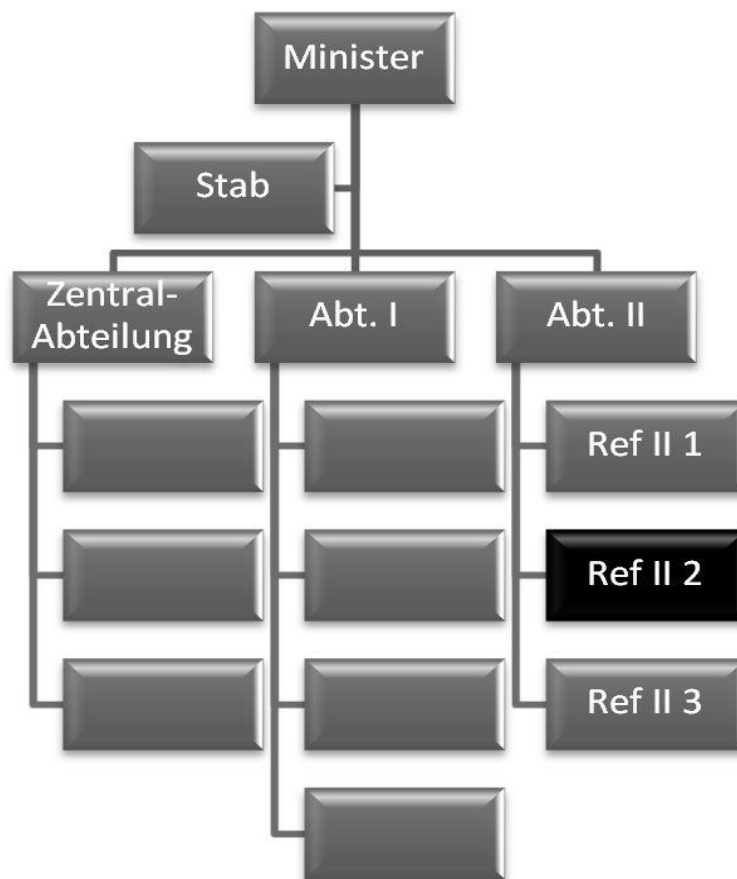 Minister
Stab
Zentral-
Abteilung
Abt. I
Abt. II
Ref II 1
Ref II 2
Ref II 3